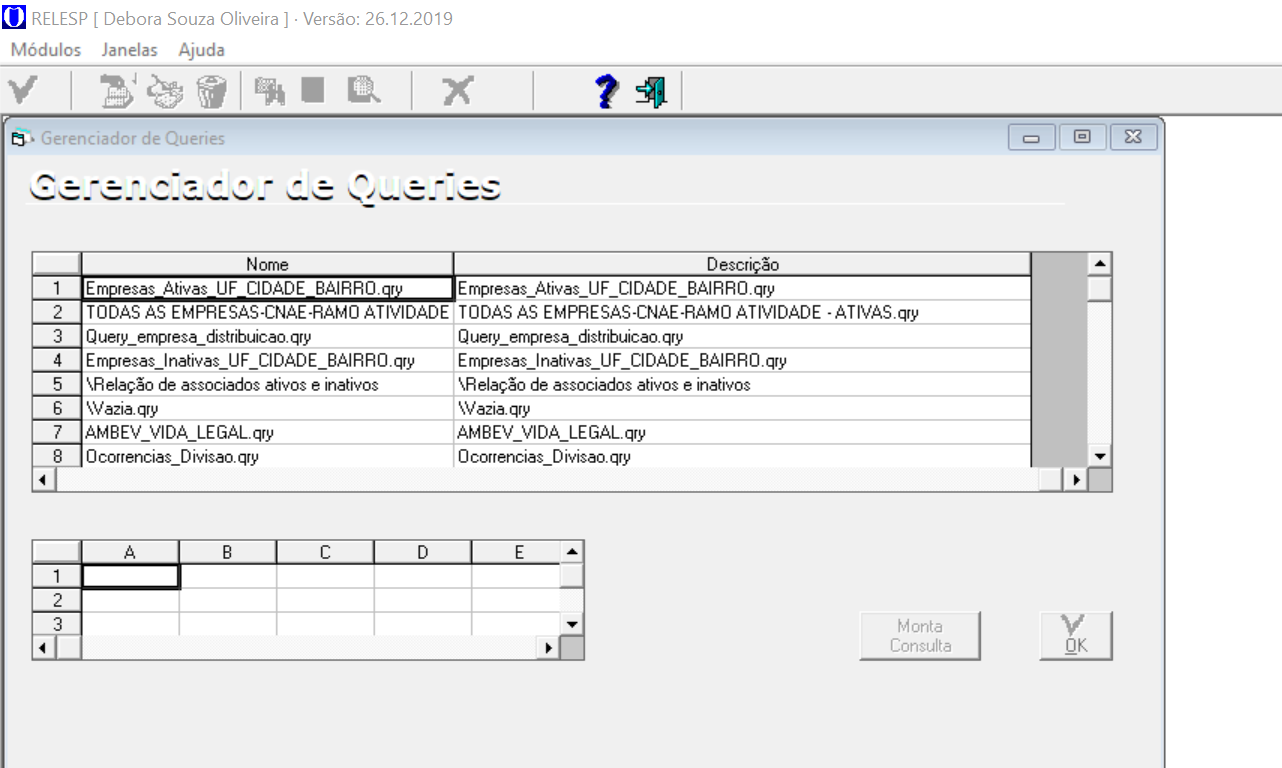 RELESP [ Debora Souza Oliveira ] · Versão: 26.12.2019
Módulos Janelas Ajuda
Gerenciador de Queries
Gerenciador de Queries
Nome Descrição
1 Empresas_Ativas_UF_CIDADE_BAIRRO.qry Empresas_Ativas_UF_CIDADE_BAIRRO.qry
2 TODAS AS EMPRESAS-CNAE-RAMO ATIVIDADE TODAS AS EMPRESAS-CNAE-RAMO ATIVIDADE - ATIVAS.qry
3 Query_empresa_distribuicao.qry Query_empresa_distribuicao.qry
4 Empresas_Inativas_UF_CIDADE_BAIRRO.qry Empresas_Inativas_UF_CIDADE_BAIRRO.qry
5 \Relação de associados ativos e inativos \Relação de associados ativos e inativos
6 \Vazia.qry \Vazia.qry
7 AMBEV_VIDA_LEGAL.qry AMBEV_VIDA_LEGAL.qry
8 Ocorrencias_Divisao.qry Ocorrencias_Divisao.qry
A B C D E
1
2
3
Monta
Consulta
OK